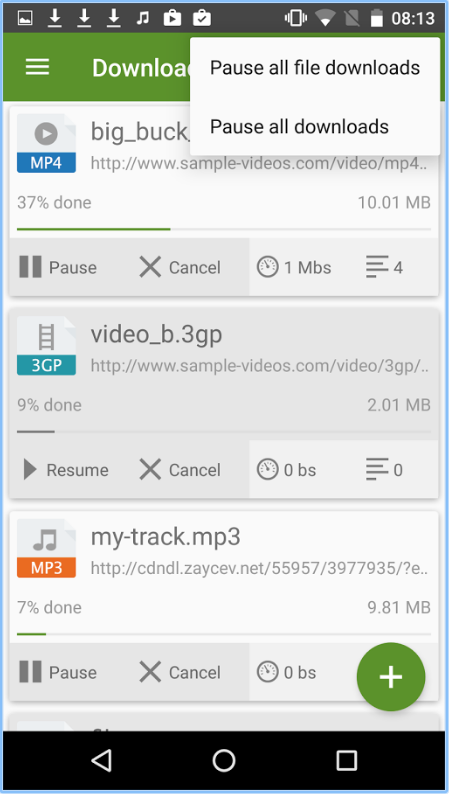 08:13
Downloa
Pause all file downloads
Pause all downloads
MP4
big_buck_
http://www.sample-videos.com/video/mp4..
37% done
10.01 MB
Pause
Cancel
1 Mbs
4
3GP
video_b.3gp
http://www.sample-videos.com/video/3gp/..
9% done
2.01 MB
Resume
Cancel
0 bs
0
MP3
my-track.mp3
http://cdndl.zaycev.net/55957/3977935/?e..
7% done
9.81 MB
Pause
Cancel
0 bs